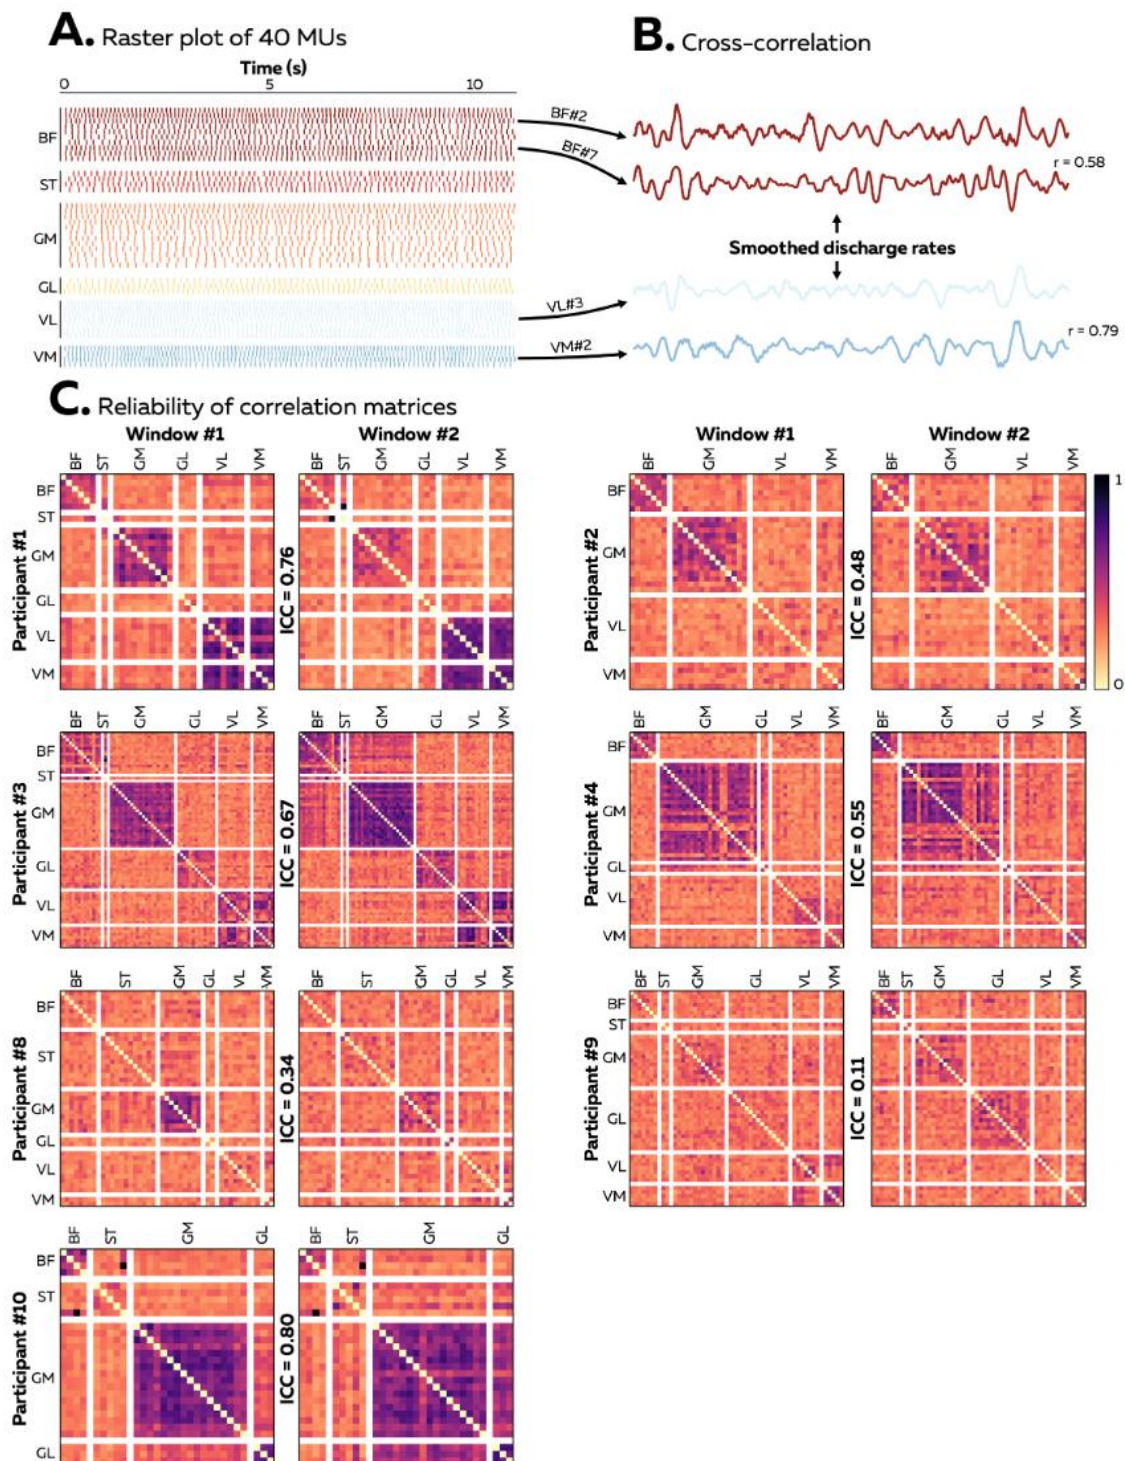 A. Raster plot of 40 MUs
Time (s)
0 5 10
BF
ST
GM
GL
VL
VM
BF#2
BF#7
VL#3
VM#2
B. Cross-correlation
r = 0.58
Smoothed discharge rates
r = 0.79
C. Reliability of correlation matrices
Window #1 Window #2 Window #1 Window #2
BF ST GM GL VL VM BF ST GM GL VL VM
Participant #1
BF
ST
GM
GL
VL
VM
ICC = 0.76
BF GM VL VM BF GM VL VM
Participant #2
BF
GM
VL
VM
ICC = 0.48
1
0
BF ST GM GL VL VM BF ST GM GL VL VM
Participant #3
BF
ST
GM
GL
VL
VM
ICC = 0.67
BF GM GL VL VM BF GM GL VL VM
Participant #4
BF
GM
GL
VL
VM
ICC = 0.55
BF ST GM GL VL VM BF ST GM GL VL VM
Participant #8
BF
ST
GM
GL
VL
VM
ICC = 0.34
BF ST GM GL VL VM BF ST GM GL VL VM
Participant #9
BF
ST
GM
GL
VL
VM
ICC = 0.11
BF ST GM GL BF ST GM GL
Participant #10
BF
ST
GM
GL
ICC = 0.80